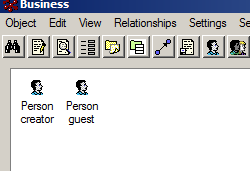 Business
Object Edit View Relationships Settings
Person Person
creator guest